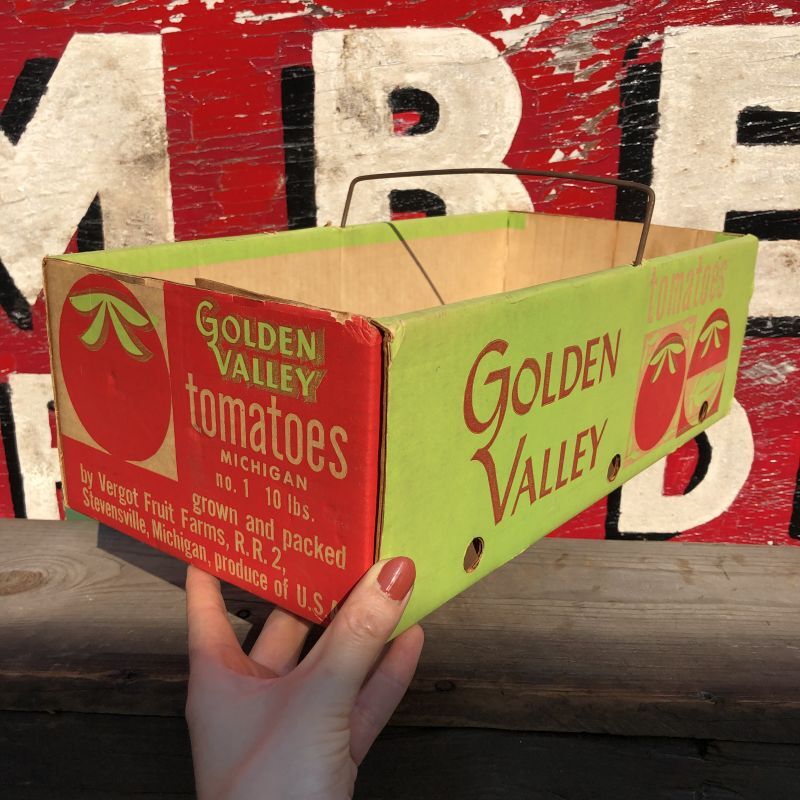 MBE
GOLDEN
VALLEY
tomatoes
MICHIGAN
no. 1 10 lbs.
grown and packed
by Vergot Fruit Farms, R.R.2,
Stevensville, Michigan, produce of U.S.A
tomatoes
GOLDEN
VALLEY